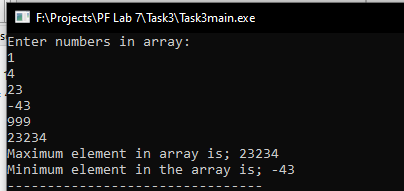 F:\Projects\PF Lab 7\Task3\Task3main.exe
Enter numbers in array:
1
4
23
-43
999
23234
Maximum element in array is; 23234
Minimum element in the array is; -43
--------------------------------